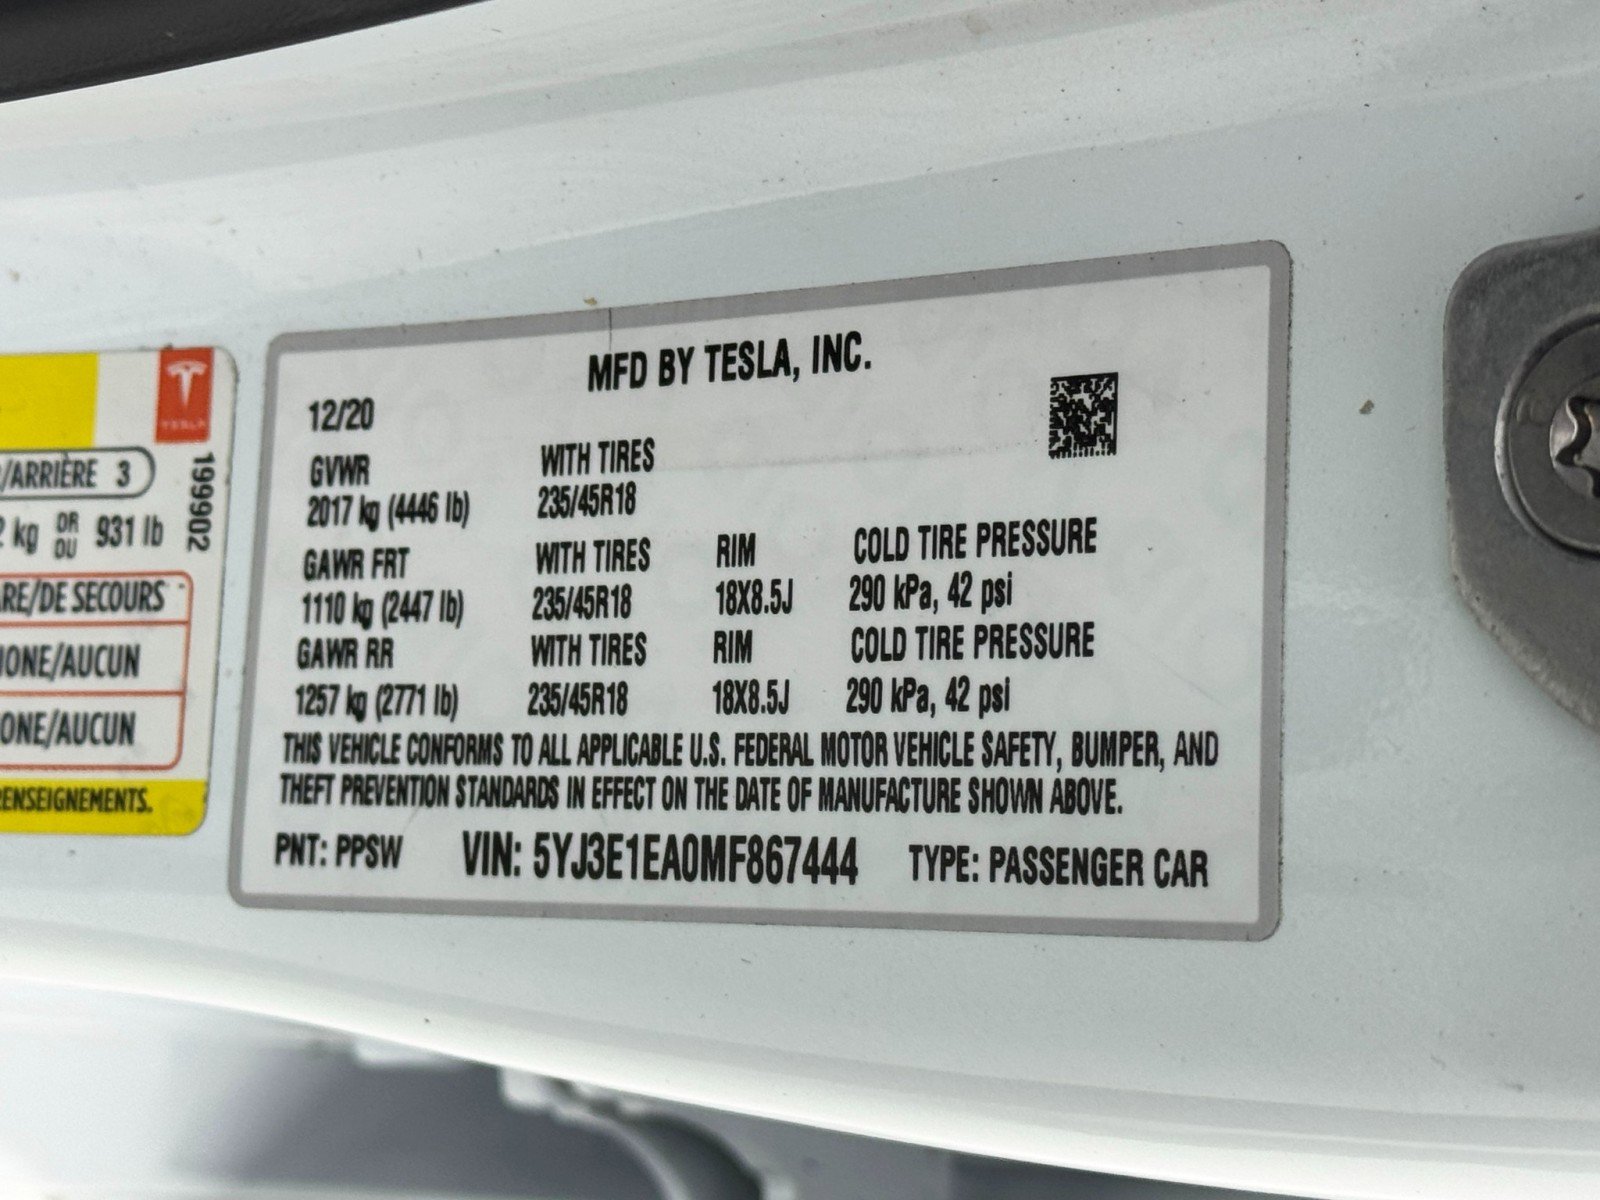 MFD BY TESLA, INC.
12/20
GVWR WITH TIRES
2017 kg (4446 lb) 235/45R18
GAWR FRT WITH TIRES RIM COLD TIRE PRESSURE
1110 kg (2447 lb) 235/45R18 18X8.5J 290 kPa, 42 psi
GAWR RR WITH TIRES RIM COLD TIRE PRESSURE
1257 kg (2771 lb) 235/45R18 18X8.5J 290 kPa, 42 psi
THIS VEHICLE CONFORMS TO ALL APPLICABLE U.S. FEDERAL MOTOR VEHICLE SAFETY, BUMPER, AND
THEFT PREVENTION STANDARDS IN EFFECT ON THE DATE OF MANUFACTURE SHOWN ABOVE.
PNT: PPSW VIN: 5YJ3E1EA0MF867444 TYPE: PASSENGER CAR
TESLA
/ARRIÈRE 3
kg OR DU 931 lb
199902
RE/DE SECOURS
/AUCUN
/AUCUN
RENSEIGNEMENTS.